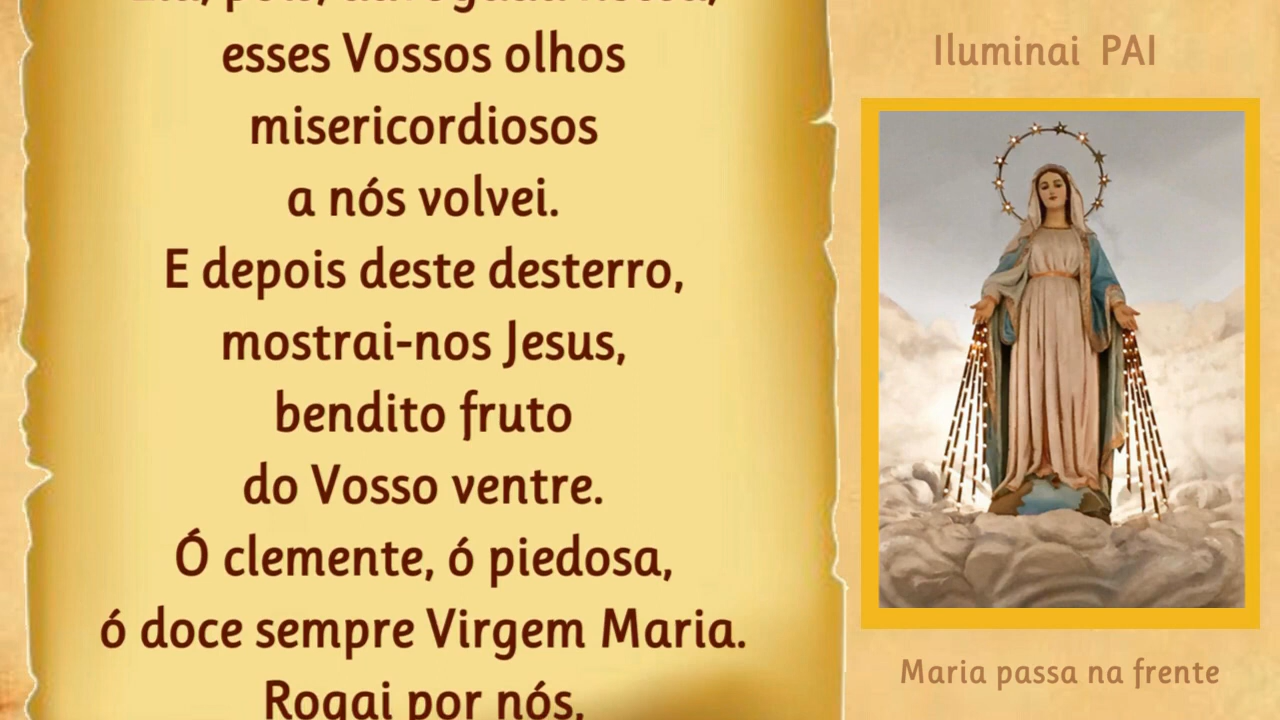 esses Vossos olhos
misericordiosos
a nós volvei.
E depois deste desterro,
mostrai-nos Jesus,
bendito fruto
do Vosso ventre.
Ó clemente, ó piedosa,
ó doce sempre Virgem Maria.
Rogai por nós,
Iluminai PAI
Maria passa na frente